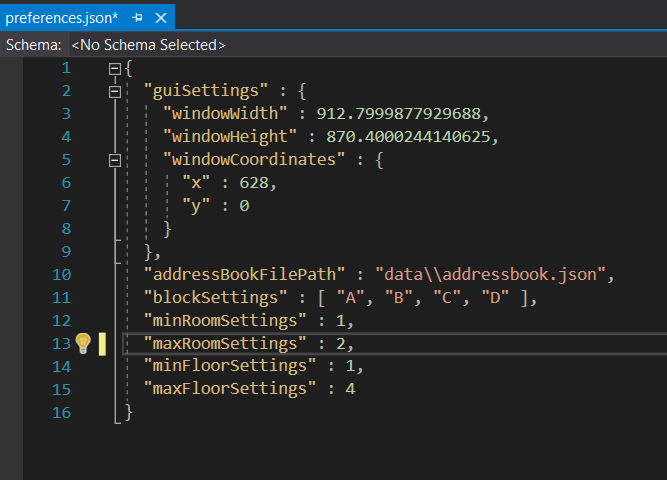 preferences.json*
Schema: <No Schema Selected>
1 {
2 "guiSettings" : {
3 "windowWidth" : 912.7999877929688,
4 "windowHeight" : 870.4000244140625,
5 "windowCoordinates" : {
6 "x" : 628,
7 "y" : 0
8 }
9 },
10 "addressBookFilePath" : "data\\addressbook.json",
11 "blockSettings" : [ "A", "B", "C", "D" ],
12 "minRoomSettings" : 1,
13 "maxRoomSettings" : 2,
14 "minFloorSettings" : 1,
15 "maxFloorSettings" : 4
16 }